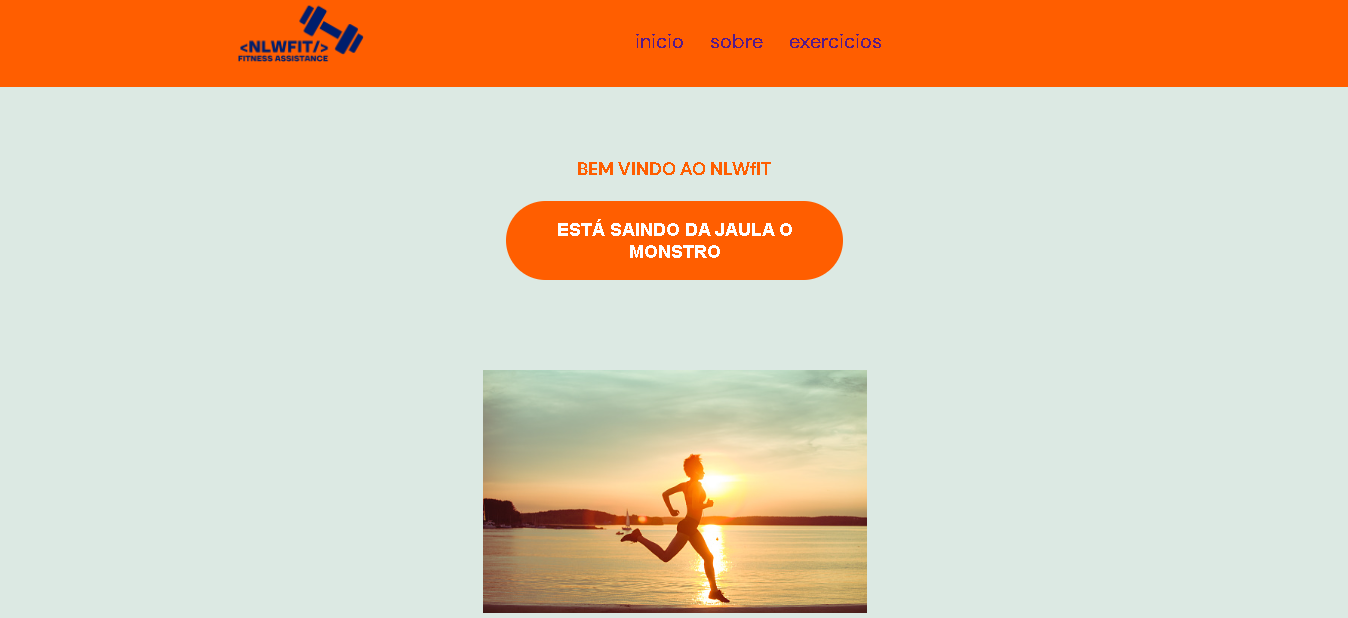 <NLWFIT/>
FITNESS ASSISTANCE
inicio sobre exercicios
BEM VINDO AO NLWfIT
ESTÁ SAINDO DA JAULA O
MONSTRO